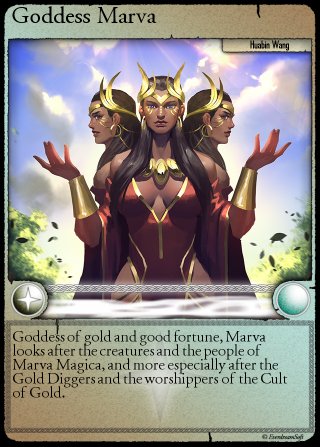 Goddess Marva
Huabin Wang
Goddess of gold and good fortune, Marva
looks after the creatures and the people of
Marva Magica, and more especially after the
Gold Diggers and the worshippers of the Cult
of Gold.
© EverdreamSoft